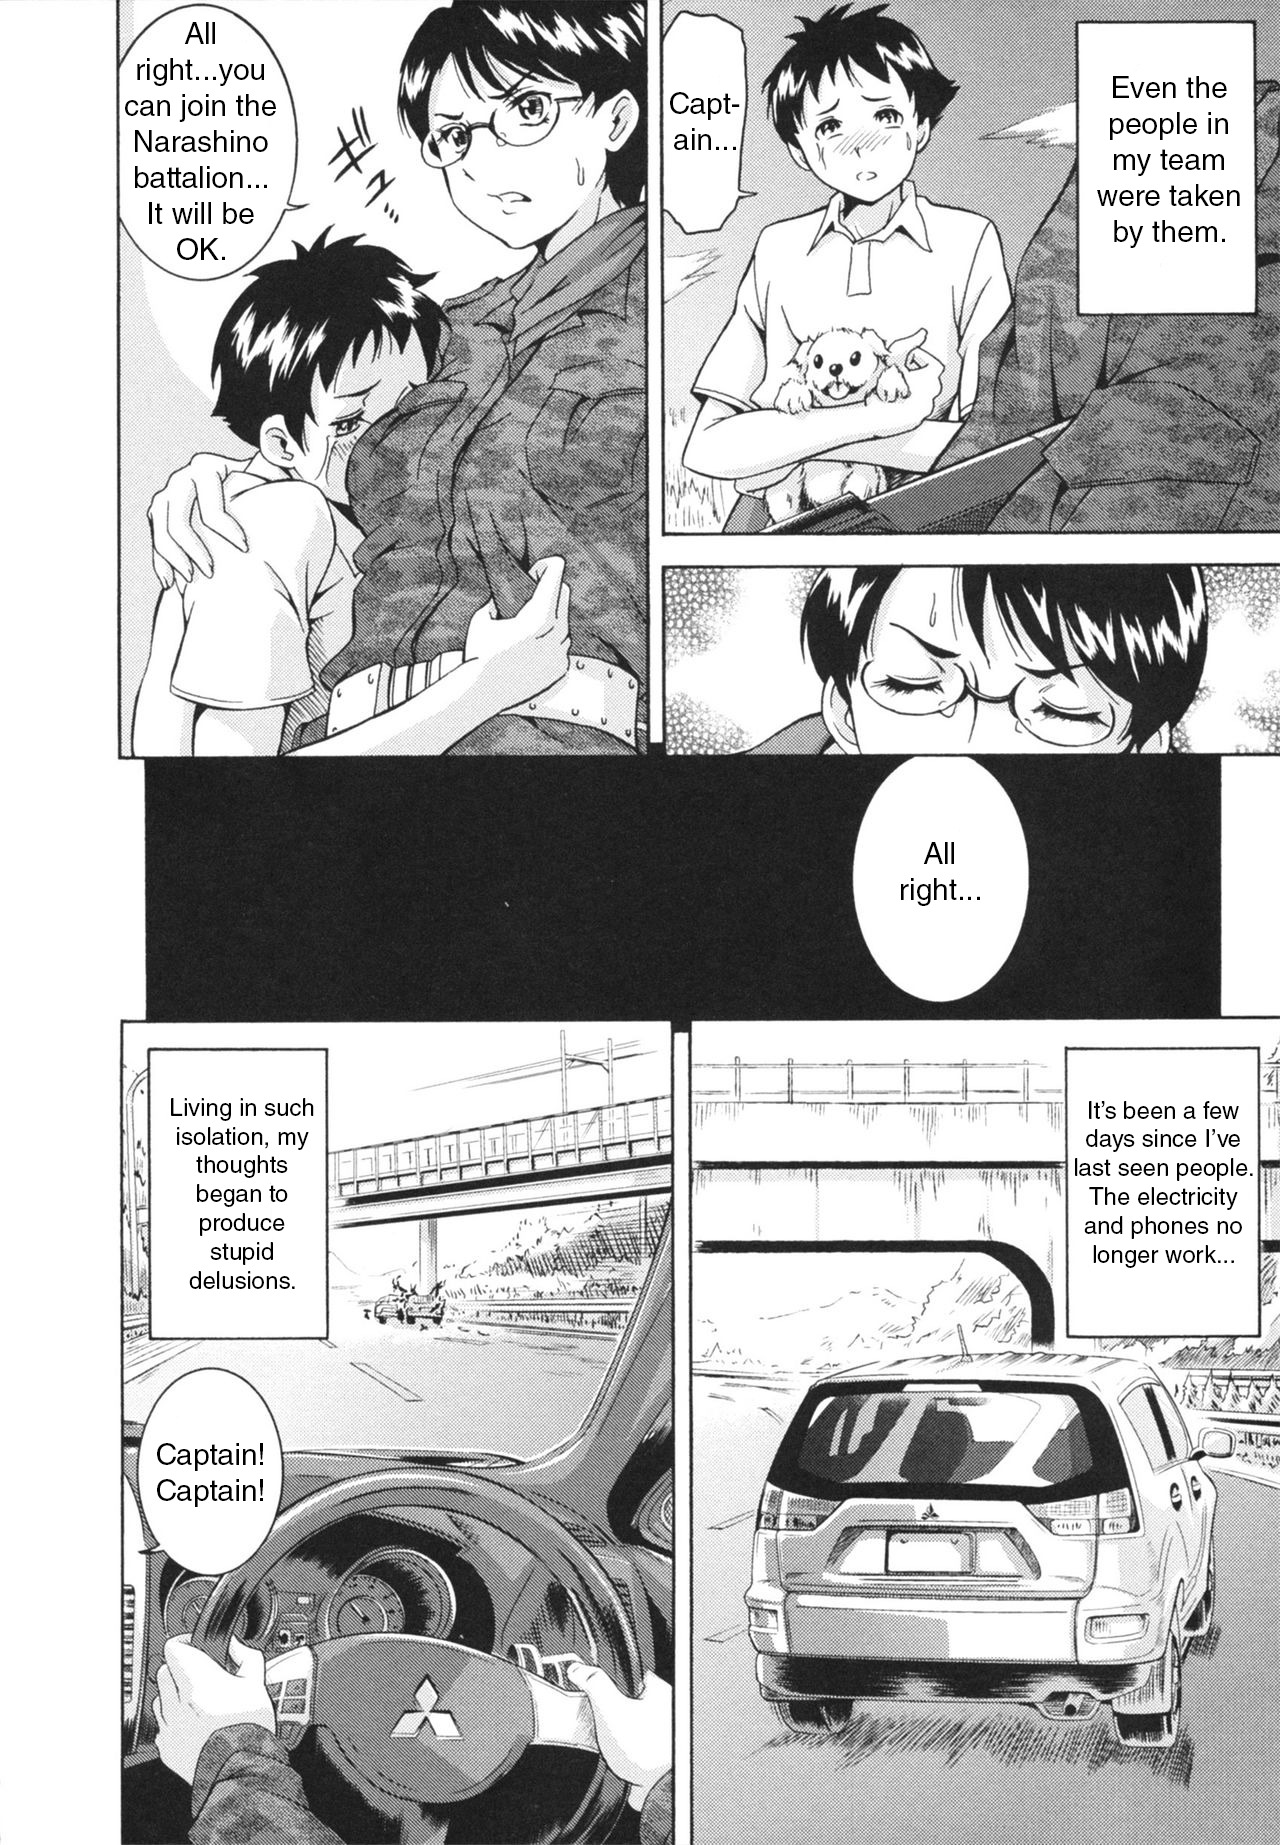 Even the
people in
my team
were taken
by them.
Capt-
ain...
All
right...you
can join the
Narashino
battalion...
It will be
OK.
ギュ...
All
right...
It's been a few
days since I've
last seen people.
The electricity
and phones no
longer work...
Living in such
isolation, my
thoughts
began to
produce
stupid
delusions.
Captain!
Captain!